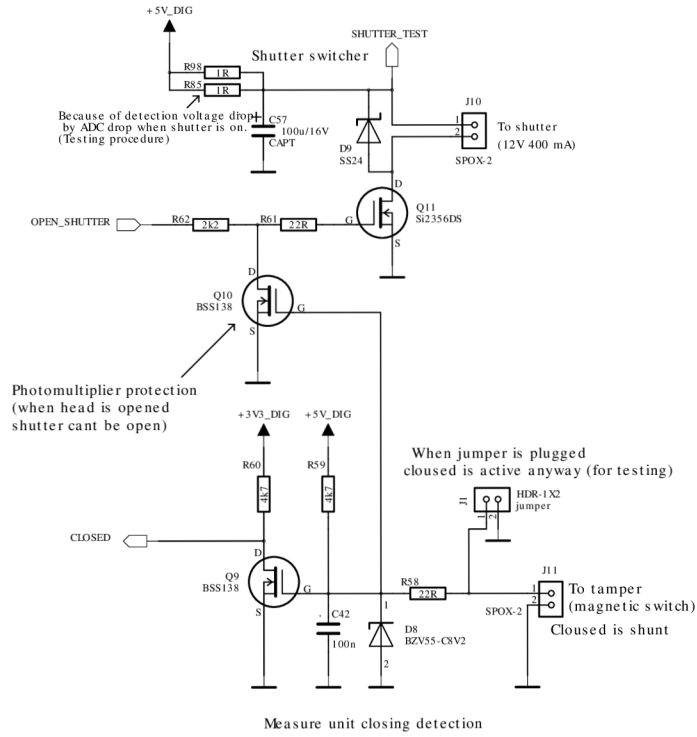 +5V_DIG
SHUTTER_TEST
Shutter switcher
R98
1R
R85
1R
J10
Because of detection voltage drop
by ADC drop when shutter is on.
(Testing procedure)
+
C57
100u/16V
CAPT
D9
SS24
1
2
To shutter
(12V 400 mA)
SPOX-2
D
Q11
Si2356DS
G
S
OPEN_SHUTTER
R62
2k2
R61
22R
D
Q10
BSS138
G
S
Photomultiplier protection
(when head is opened
shutter cant be open)
+3V3_DIG
+5V_DIG
When jumper is plugged
cloused is active anyway (for testing)
R60
4k7
R59
4k7
J1
1
2
HDR-1X2
jumper
CLOSED
D
Q9
BSS138
G
S
R58
22R
J11
1
2
SPOX-2
To tamper
(magnetic switch)
Cloused is shunt
C42
100n
1
D8
BZV55-C8V2
2
Measure unit closing detection